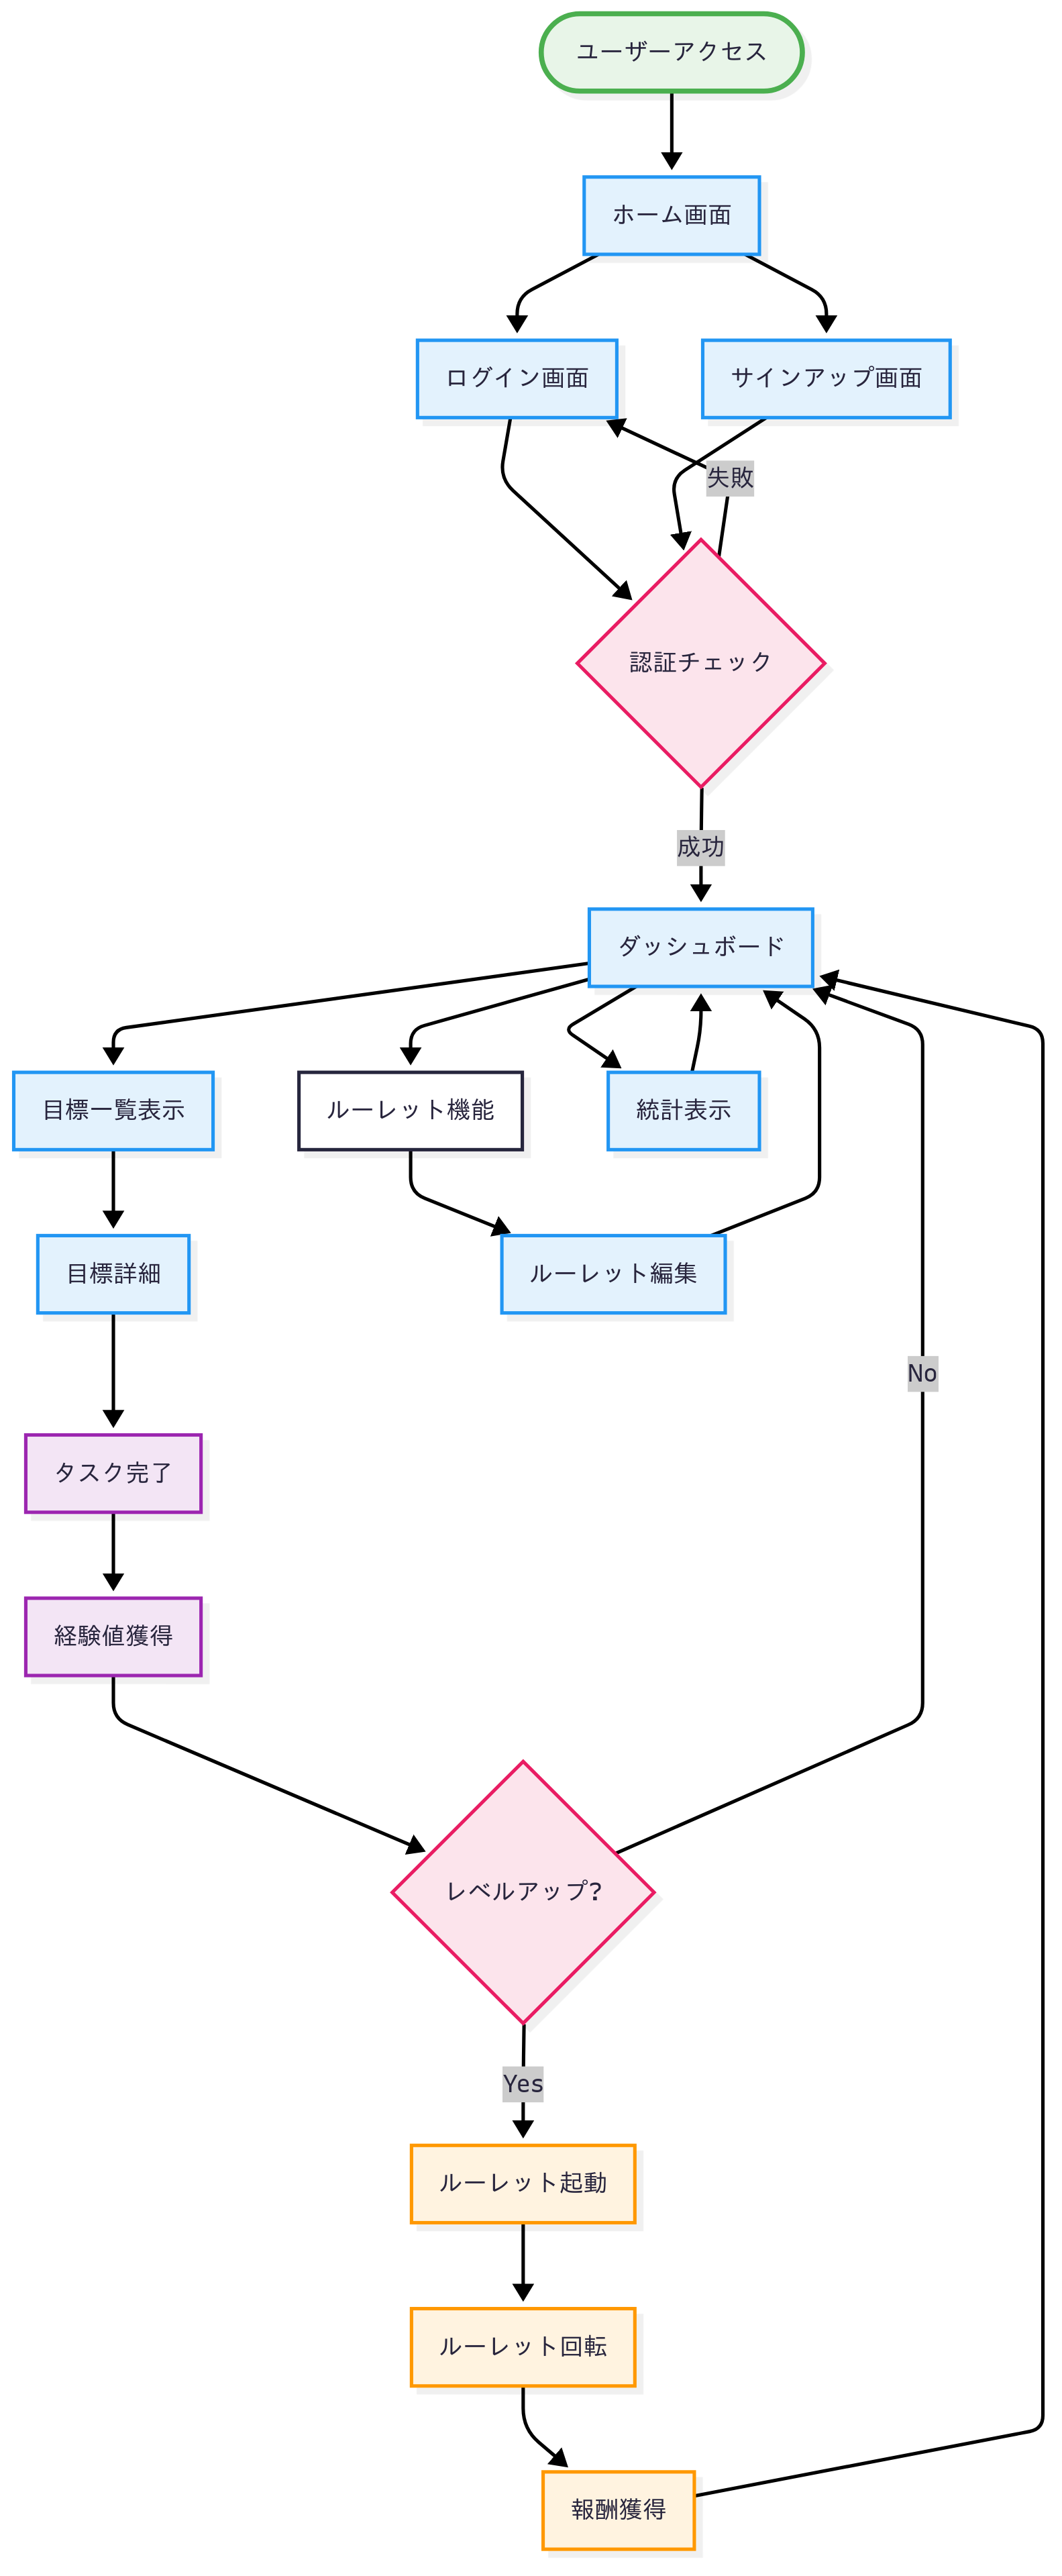 ユーザーアクセス
ホーム画面
ログイン画面
サインアップ画面
失敗
認証チェック
成功
ダッシュボード
目標一覧表示
ルーレット機能
統計表示
目標詳細
ルーレット編集
No
タスク完了
経験値獲得
レベルアップ?
Yes
ルーレット起動
ルーレット回転
報酬獲得